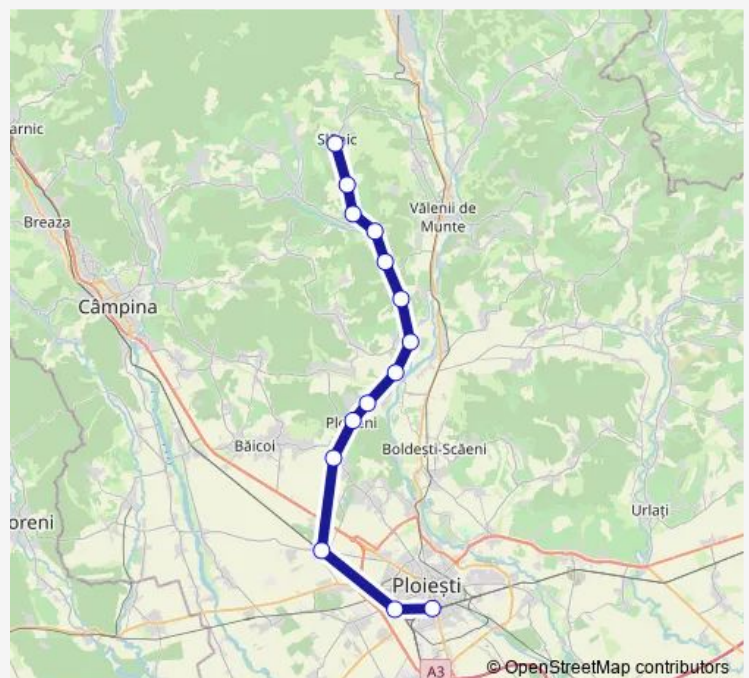 arnic
Breaza
Vălenii de
Munte
Câmpina
Băicoi
Boldești-Scăeni
oreni
Urlați
Ploiești
A3
© OpenStreetMap contributors